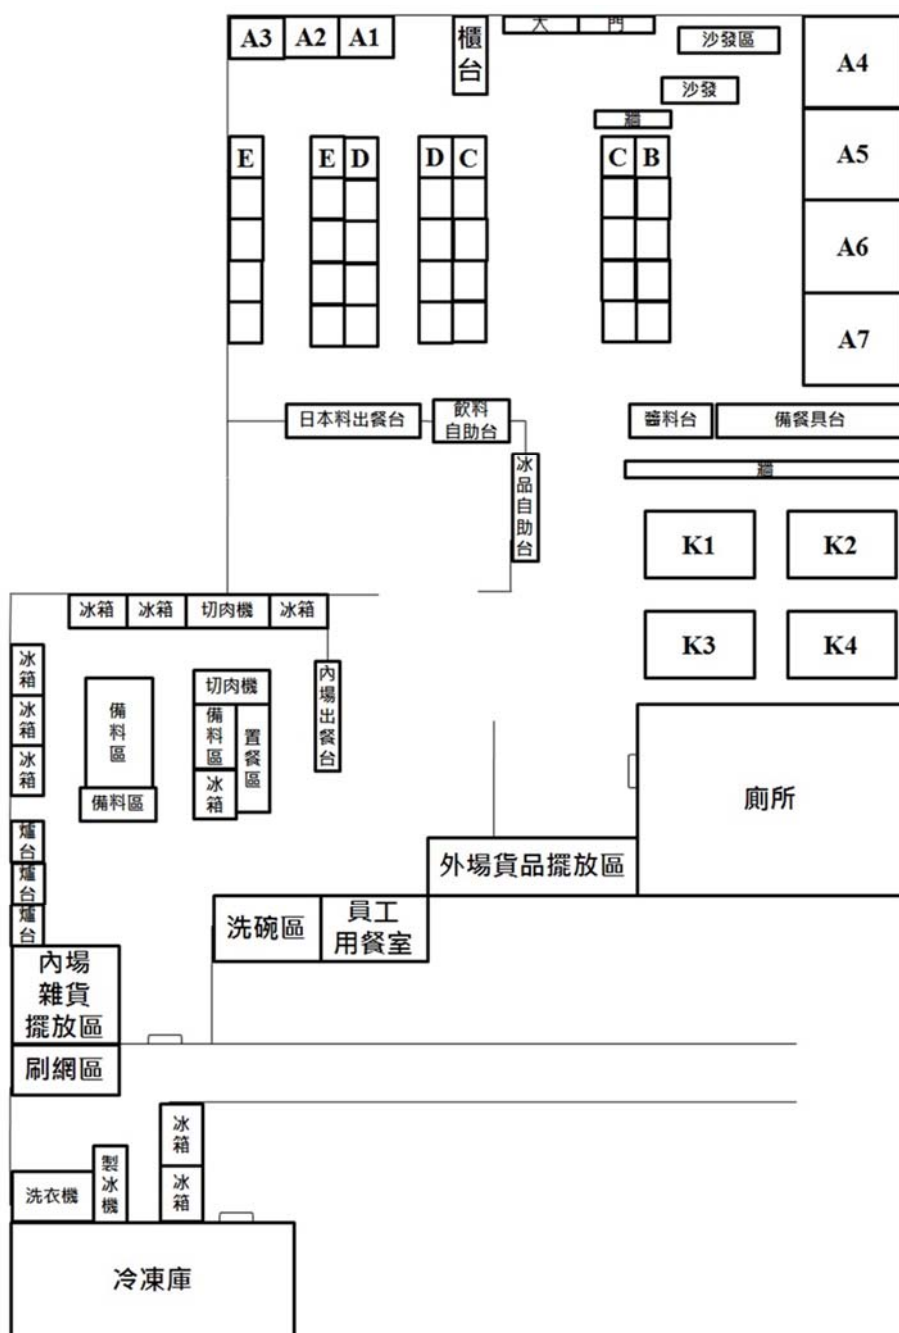 A3
A2
A1
櫃
台
大
門
沙發區
A4
沙發
牆
E
E
D
D
C
C
B
A5
A6
A7
日本料出餐台
飲料
自助台
醬料台
備餐具台
冰
品
自
助
台
牆
K1
K2
K3
K4
冰箱
冰箱
切肉機
冰箱
冰
箱
冰
箱
冰
箱
備
料
區
備料區
切肉機
備
料
區
置
餐
區
冰
箱
內
場
出
餐
台
廁所
爐
台
爐
台
爐
台
外場貨品擺放區
洗碗區
員工
用餐室
內場
雜貨
擺放區
刷網區
冰
箱
冰
箱
洗衣機
製
冰
機
冷凍庫